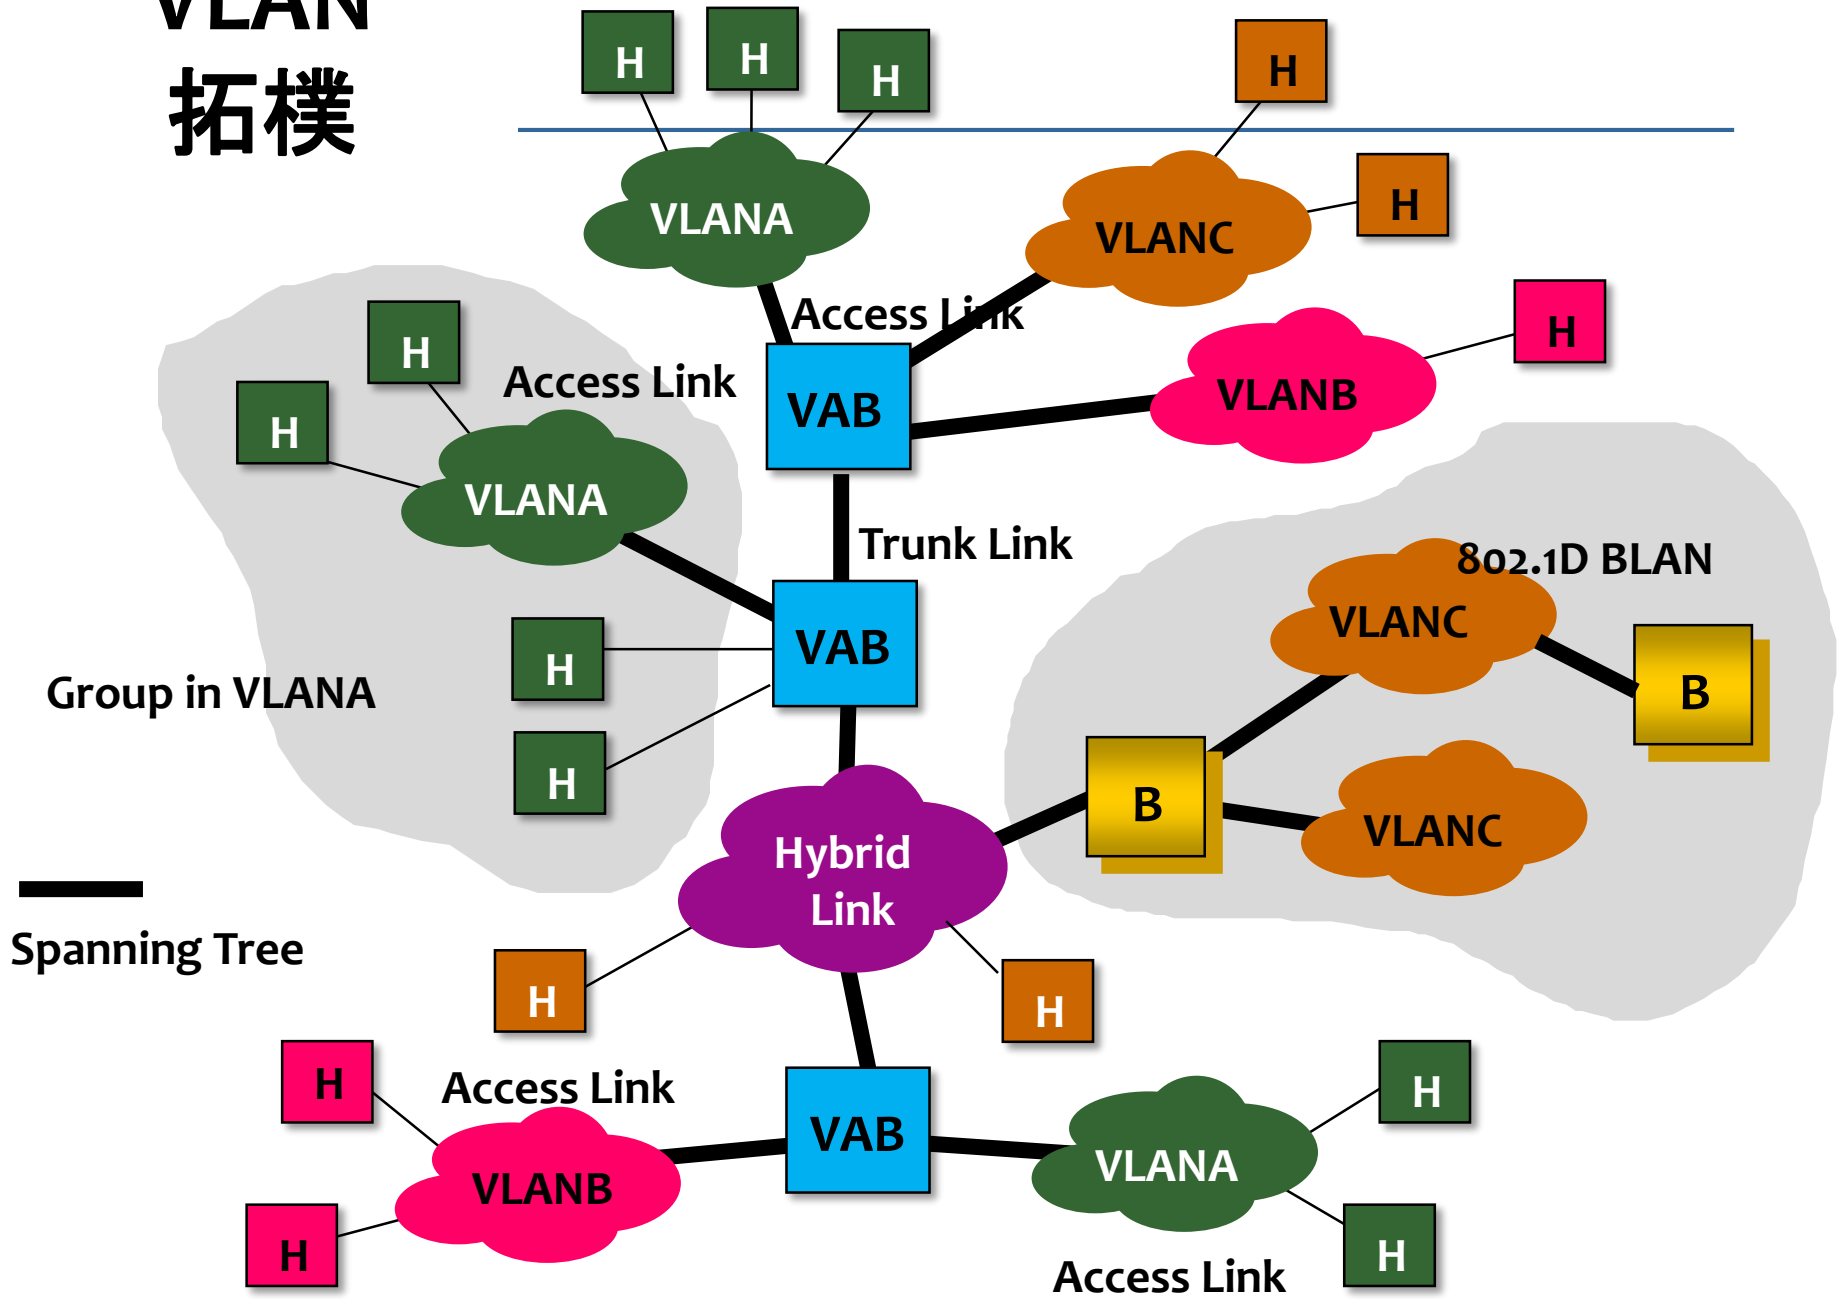 VLAN
拓樸
H
H
H
H
H
VLANA
VLANC
Access Link
H
H
H
Access Link
VAB
VLANB
VLANA
Trunk Link
802.1D BLAN
VLANC
VAB
H
Group in VLANA
B
H
B
VLANC
Hybrid
Link
Spanning Tree
H
H
H
Access Link
VAB
H
VLANA
VLANB
H
H
Access Link